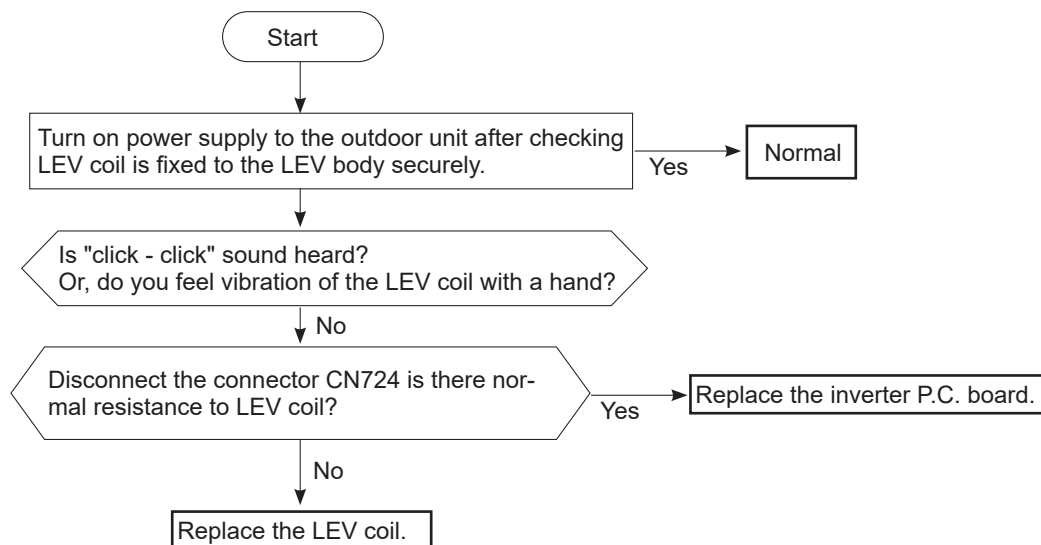 Start
Turn on power supply to the outdoor unit after checking
LEV coil is fixed to the LEV body securely.
Yes
Normal
Is "click - click" sound heard?
Or, do you feel vibration of the LEV coil with a hand?
No
Disconnect the connector CN724 is there nor-
mal resistance to LEV coil?
Yes
Replace the inverter P.C. board.
No
Replace the LEV coil.